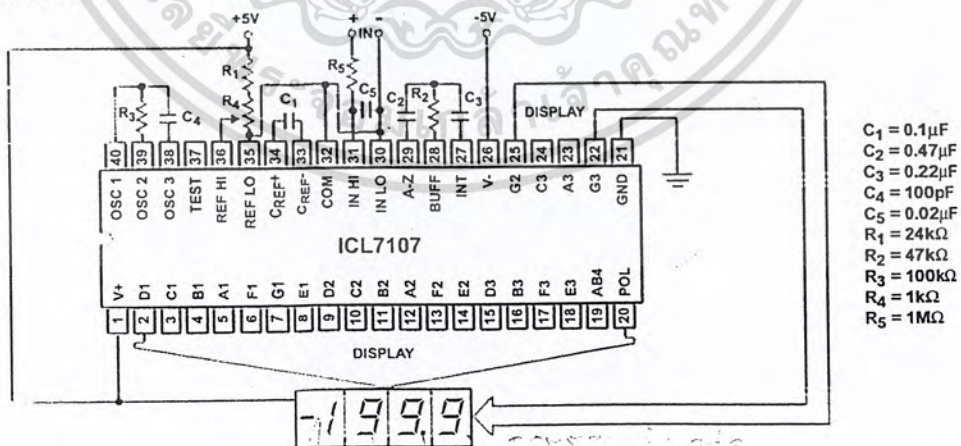 +5V
+ -
IN
-5V
R1
R4
R5
C5
C1
C2
R2
C3
R3
C4
DISPLAY
40 39 38 37 36 35 34 33 32 31 30 29 28 27 26 25 24 23 22 21
OSC 1
OSC 2
OSC 3
TEST
REF HI
REF LO
CREF+
CREF-
COM
IN HI
IN LO
A-Z
BUFF
INT
V-
G2
C3
A3
G3
GND
ICL7107
V+
D1
C1
B1
A1
F1
G1
E1
D2
C2
B2
A2
F2
E2
D3
B3
F3
E3
AB4
POL
1 2 3 4 5 6 7 8 9 10 11 12 13 14 15 16 17 18 19 20
DISPLAY
-199.9
C1 = 0.1µF
C2 = 0.47µF
C3 = 0.22µF
C4 = 100pF
C5 = 0.02µF
R1 = 24kΩ
R2 = 47kΩ
R3 = 100kΩ
R4 = 1kΩ
R5 = 1MΩ